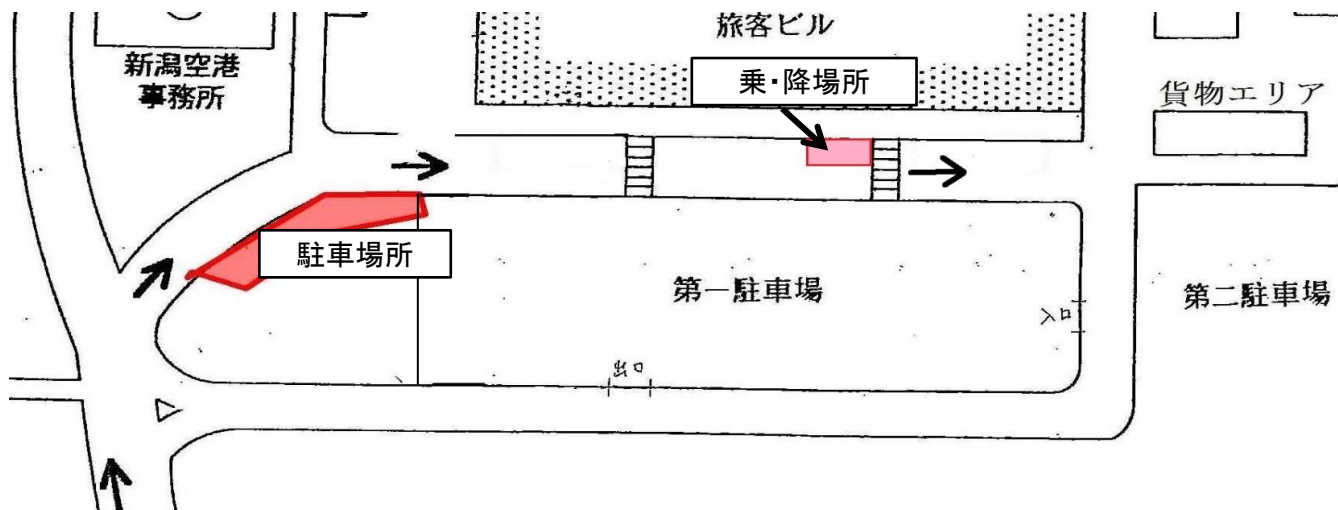 旅客ビル
新潟空港
事務所
乗・降場所
貨物エリア
駐車場所
第一駐車場
第二駐車場
入口
出口